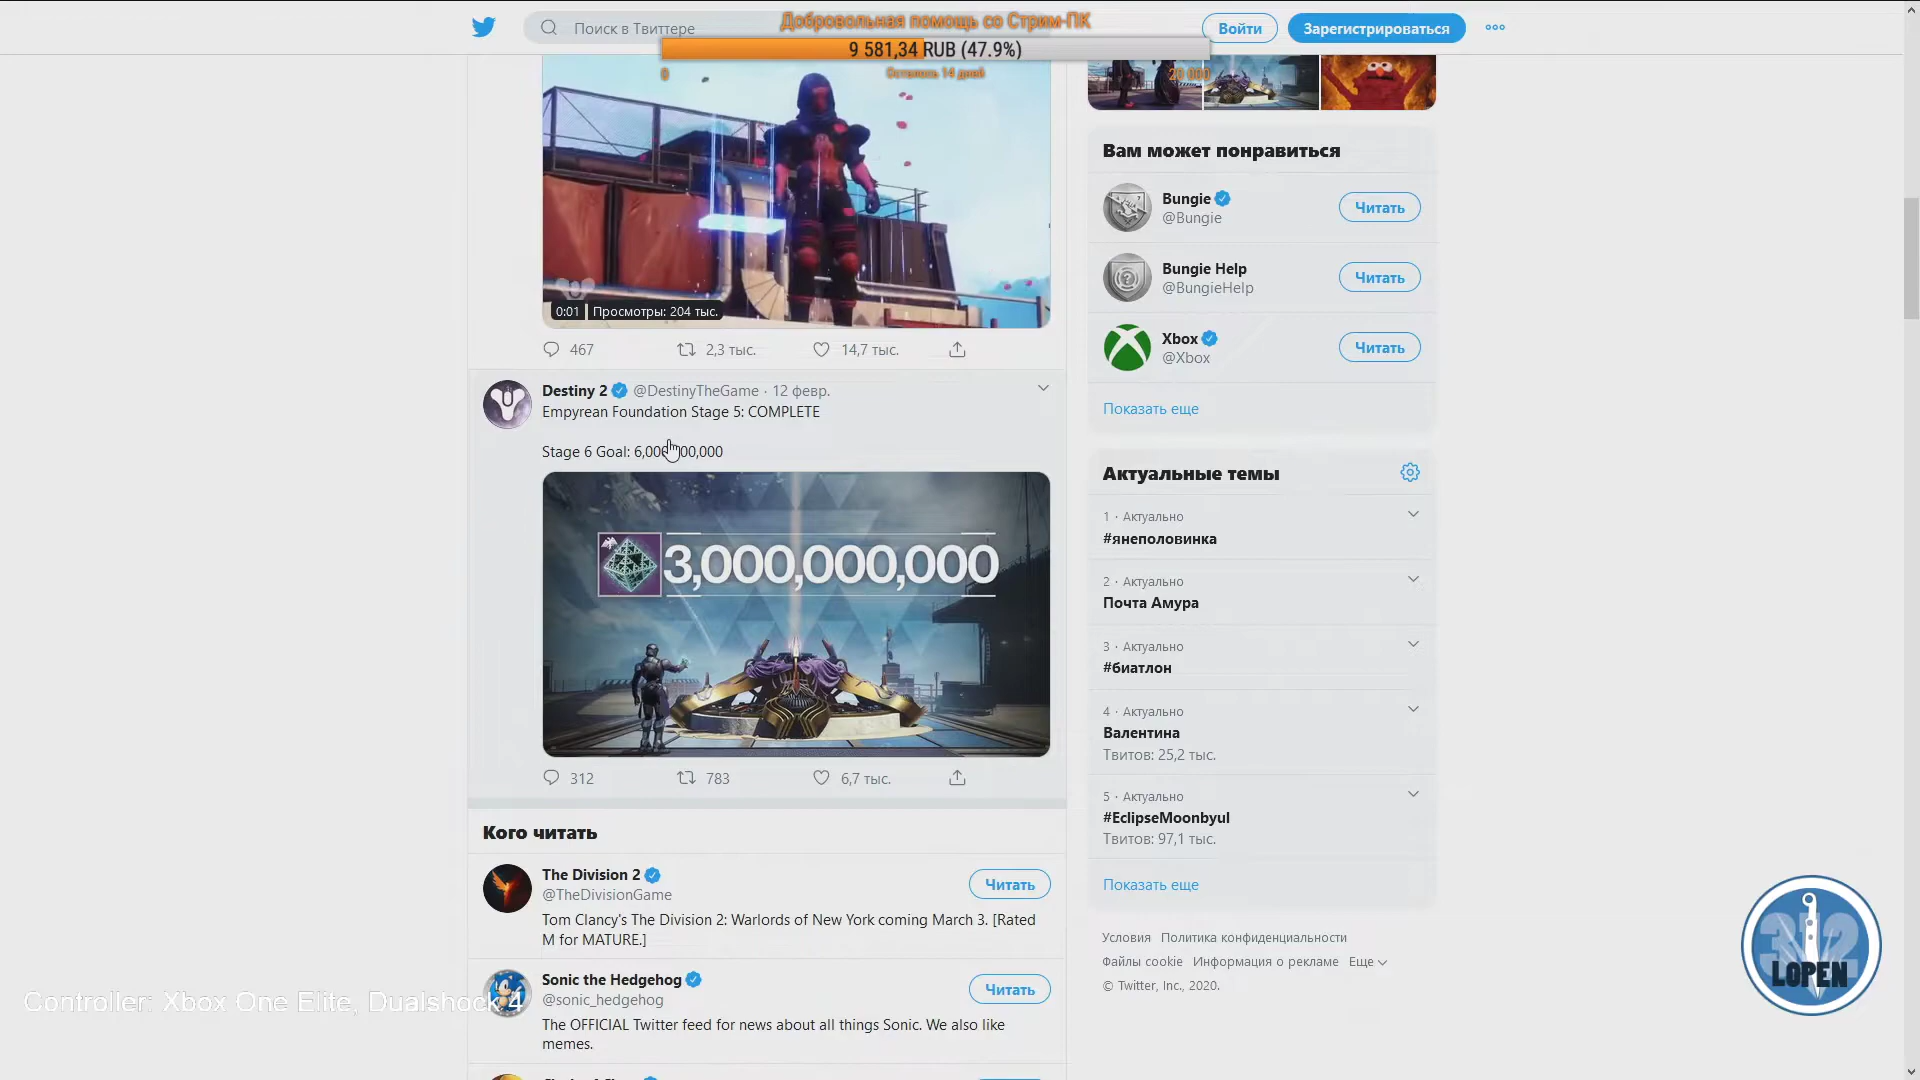 Поиск в Твиттере
Добровольная помощь со Стрим-ПК
9 581,34 RUB (47.9%)
0
Осталось 14 дней
20 000
Войти
Зарегистрироваться
0:01
Просмотры: 204 тыс.
467
2,3 тыс.
14,7 тыс.
Destiny 2 @DestinyTheGame · 12 февр.
Empyrean Foundation Stage 5: COMPLETE
Stage 6 Goal: 6,000,000,000
3,000,000,000
312
783
6,7 тыс.
Кого читать
The Division 2
@TheDivisionGame
Читать
Tom Clancy's The Division 2: Warlords of New York coming March 3. [Rated
M for MATURE.]
Sonic the Hedgehog
@sonic_hedgehog
Читать
The OFFICIAL Twitter feed for news about all things Sonic. We also like
memes.
Controller: Xbox One Elite, Dualshock 4
Вам может понравиться
Bungie
@Bungie
Читать
Bungie Help
@BungieHelp
Читать
Xbox
@Xbox
Читать
Показать еще
Актуальные темы
1 · Актуально
#янеполовинка
2 · Актуально
Почта Амура
3 · Актуально
#биатлон
4 · Актуально
Валентина
Твитов: 25,2 тыс.
5 · Актуально
#EclipseMoonbyul
Твитов: 97,1 тыс.
Показать еще
Условия Политика конфиденциальности
Файлы cookie Информация о рекламе Еще
© Twitter, Inc., 2020.
312
LOPEN